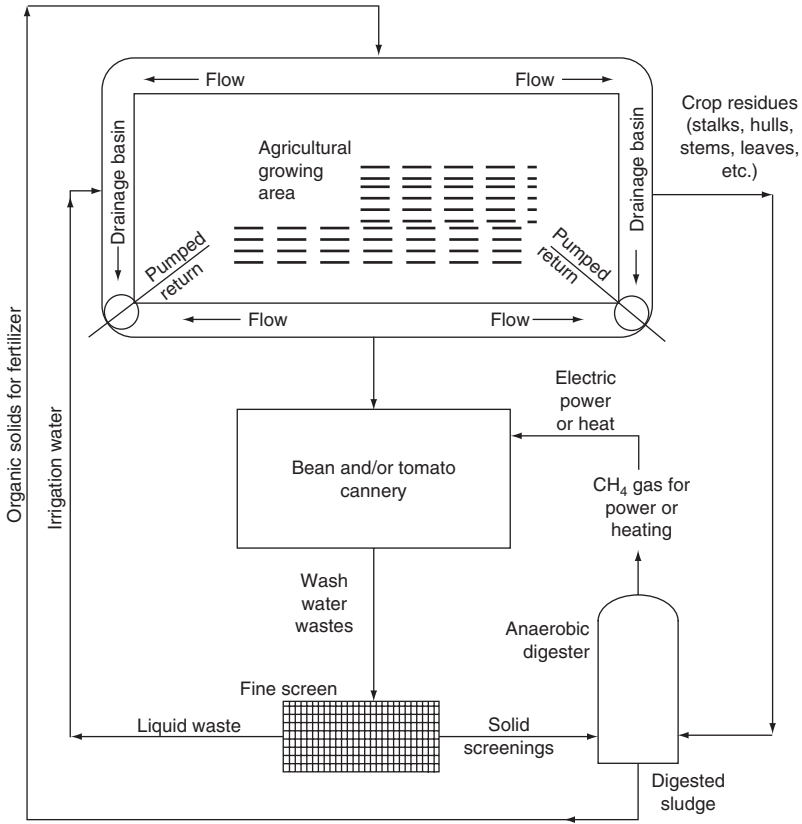 Flow
Flow
Crop residues
(stalks, hulls,
stems, leaves,
etc.)
Drainage basin
Agricultural
growing
area
Drainage basin
Pumped
return
Pumped
return
Flow
Flow
Organic solids for fertilizer
Irrigation water
Electric
power
or heat
Bean and/or tomato
cannery
CH₄ gas for
power or
heating
Wash
water
wastes
Anaerobic
digester
Fine screen
Liquid waste
Solid
screenings
Digested
sludge